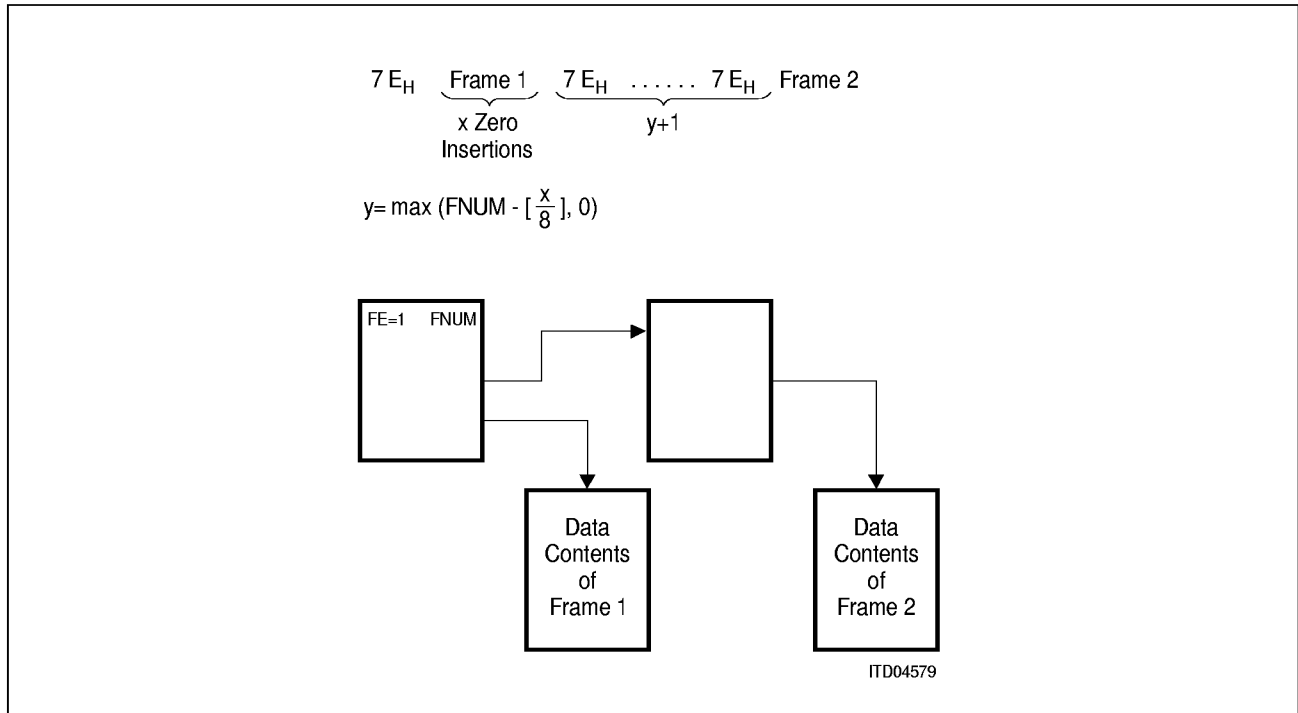 7 E_H Frame 1 7 E_H ...... 7 E_H Frame 2
x Zero
Insertions
y+1
y= max (FNUM - [ x/8 ], 0)
FE=1 FNUM
Data
Contents
of
Frame 1
Data
Contents
of
Frame 2
ITD04579